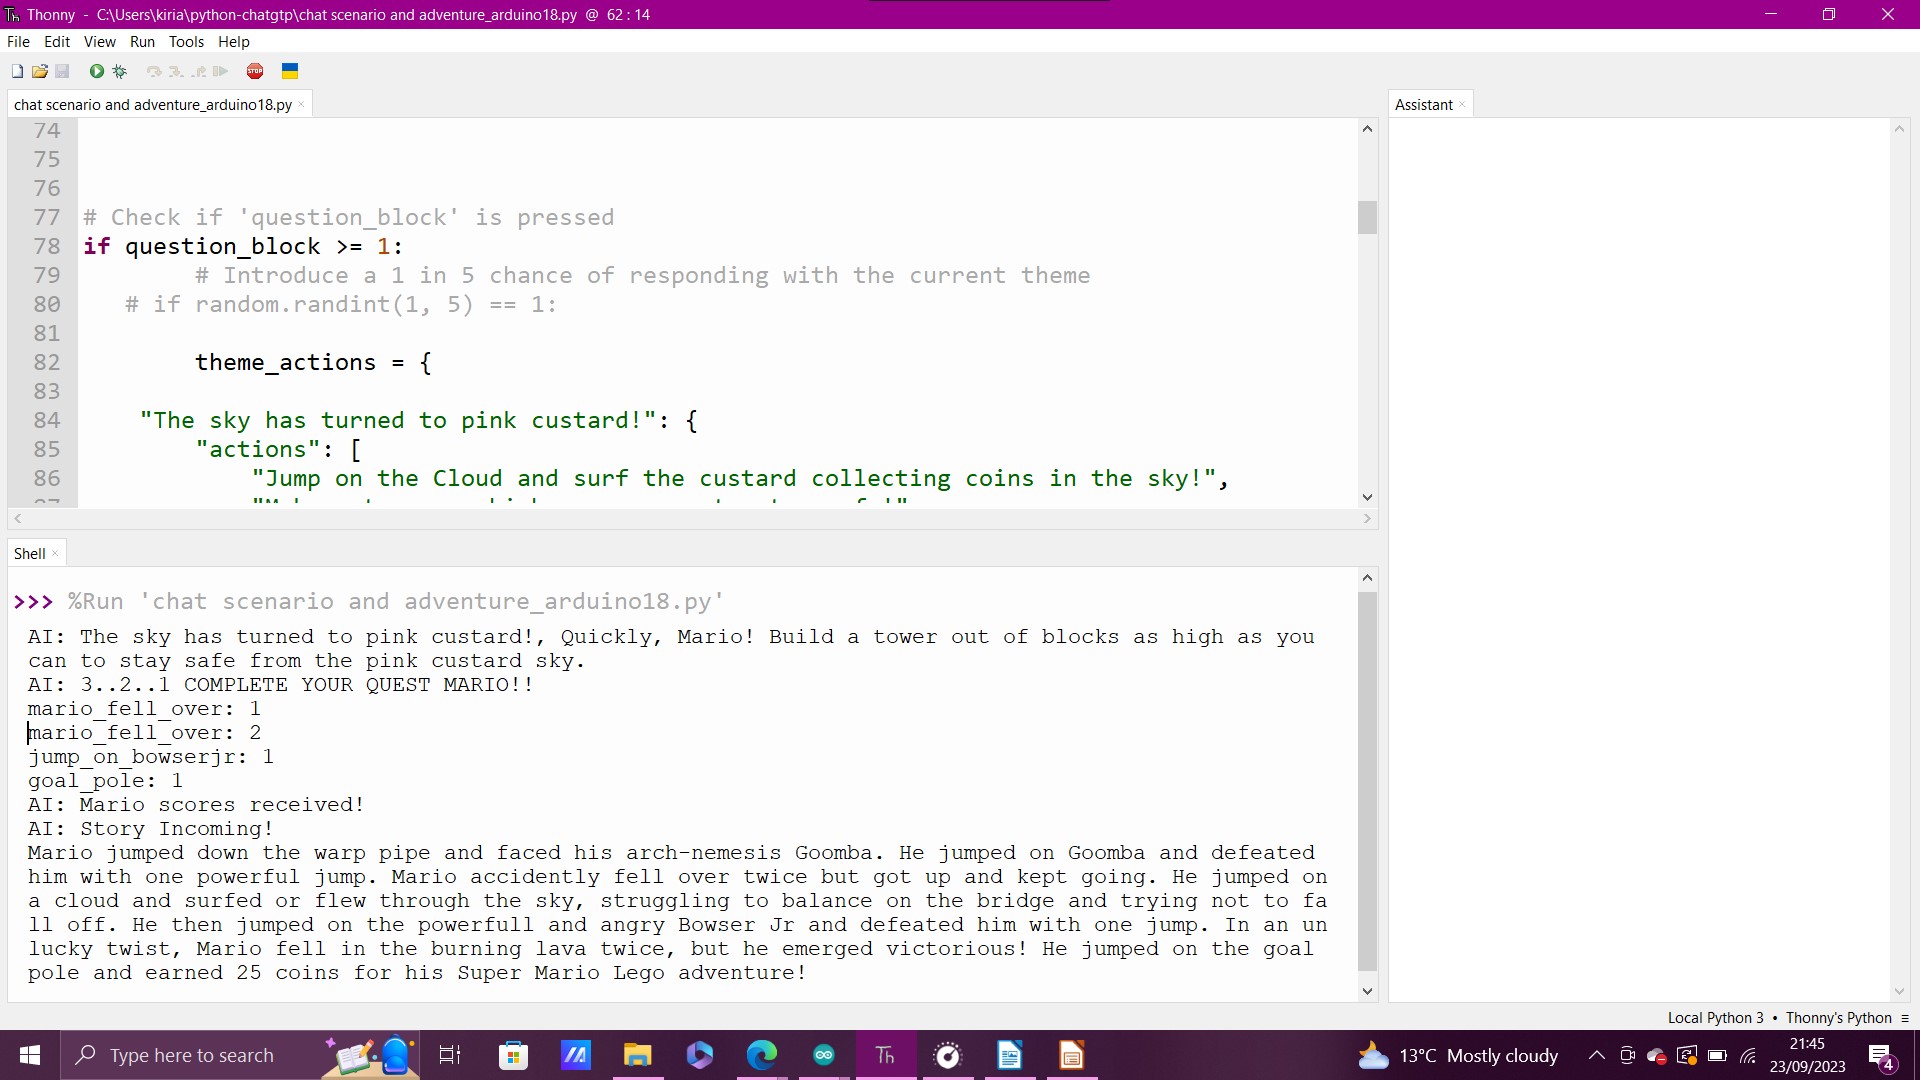 Thonny - C:\Users\kiria\python-chatgtp\chat scenario and adventure_arduino18.py @ 62 : 14
File Edit View Run Tools Help
STOP
chat scenario and adventure_arduino18.py ×
Assistant ×
74
75
76
77 # Check if 'question_block' is pressed
78 if question_block >= 1:
79 # Introduce a 1 in 5 chance of responding with the current theme
80 # if random.randint(1, 5) == 1:
81
82 theme_actions = {
83
84 "The sky has turned to pink custard!": {
85 "actions": [
86 "Jump on the Cloud and surf the custard collecting coins in the sky!",
Shell ×
>>> %Run 'chat scenario and adventure_arduino18.py'
AI: The sky has turned to pink custard!, Quickly, Mario! Build a tower out of blocks as high as you
can to stay safe from the pink custard sky.
AI: 3..2..1 COMPLETE YOUR QUEST MARIO!!
mario_fell_over: 1
mario_fell_over: 2
jump_on_bowserjr: 1
goal_pole: 1
AI: Mario scores received!
AI: Story Incoming!
Mario jumped down the warp pipe and faced his arch-nemesis Goomba. He jumped on Goomba and defeated
him with one powerful jump. Mario accidently fell over twice but got up and kept going. He jumped on
a cloud and surfed or flew through the sky, struggling to balance on the bridge and trying not to fa
ll off. He then jumped on the powerfull and angry Bowser Jr and defeated him with one jump. In an un
lucky twist, Mario fell in the burning lava twice, but he emerged victorious! He jumped on the goal
pole and earned 25 coins for his Super Mario Lego adventure!
Local Python 3 • Thonny's Python ≡
Type here to search
Th
13°C Mostly cloudy
21:45
23/09/2023
4